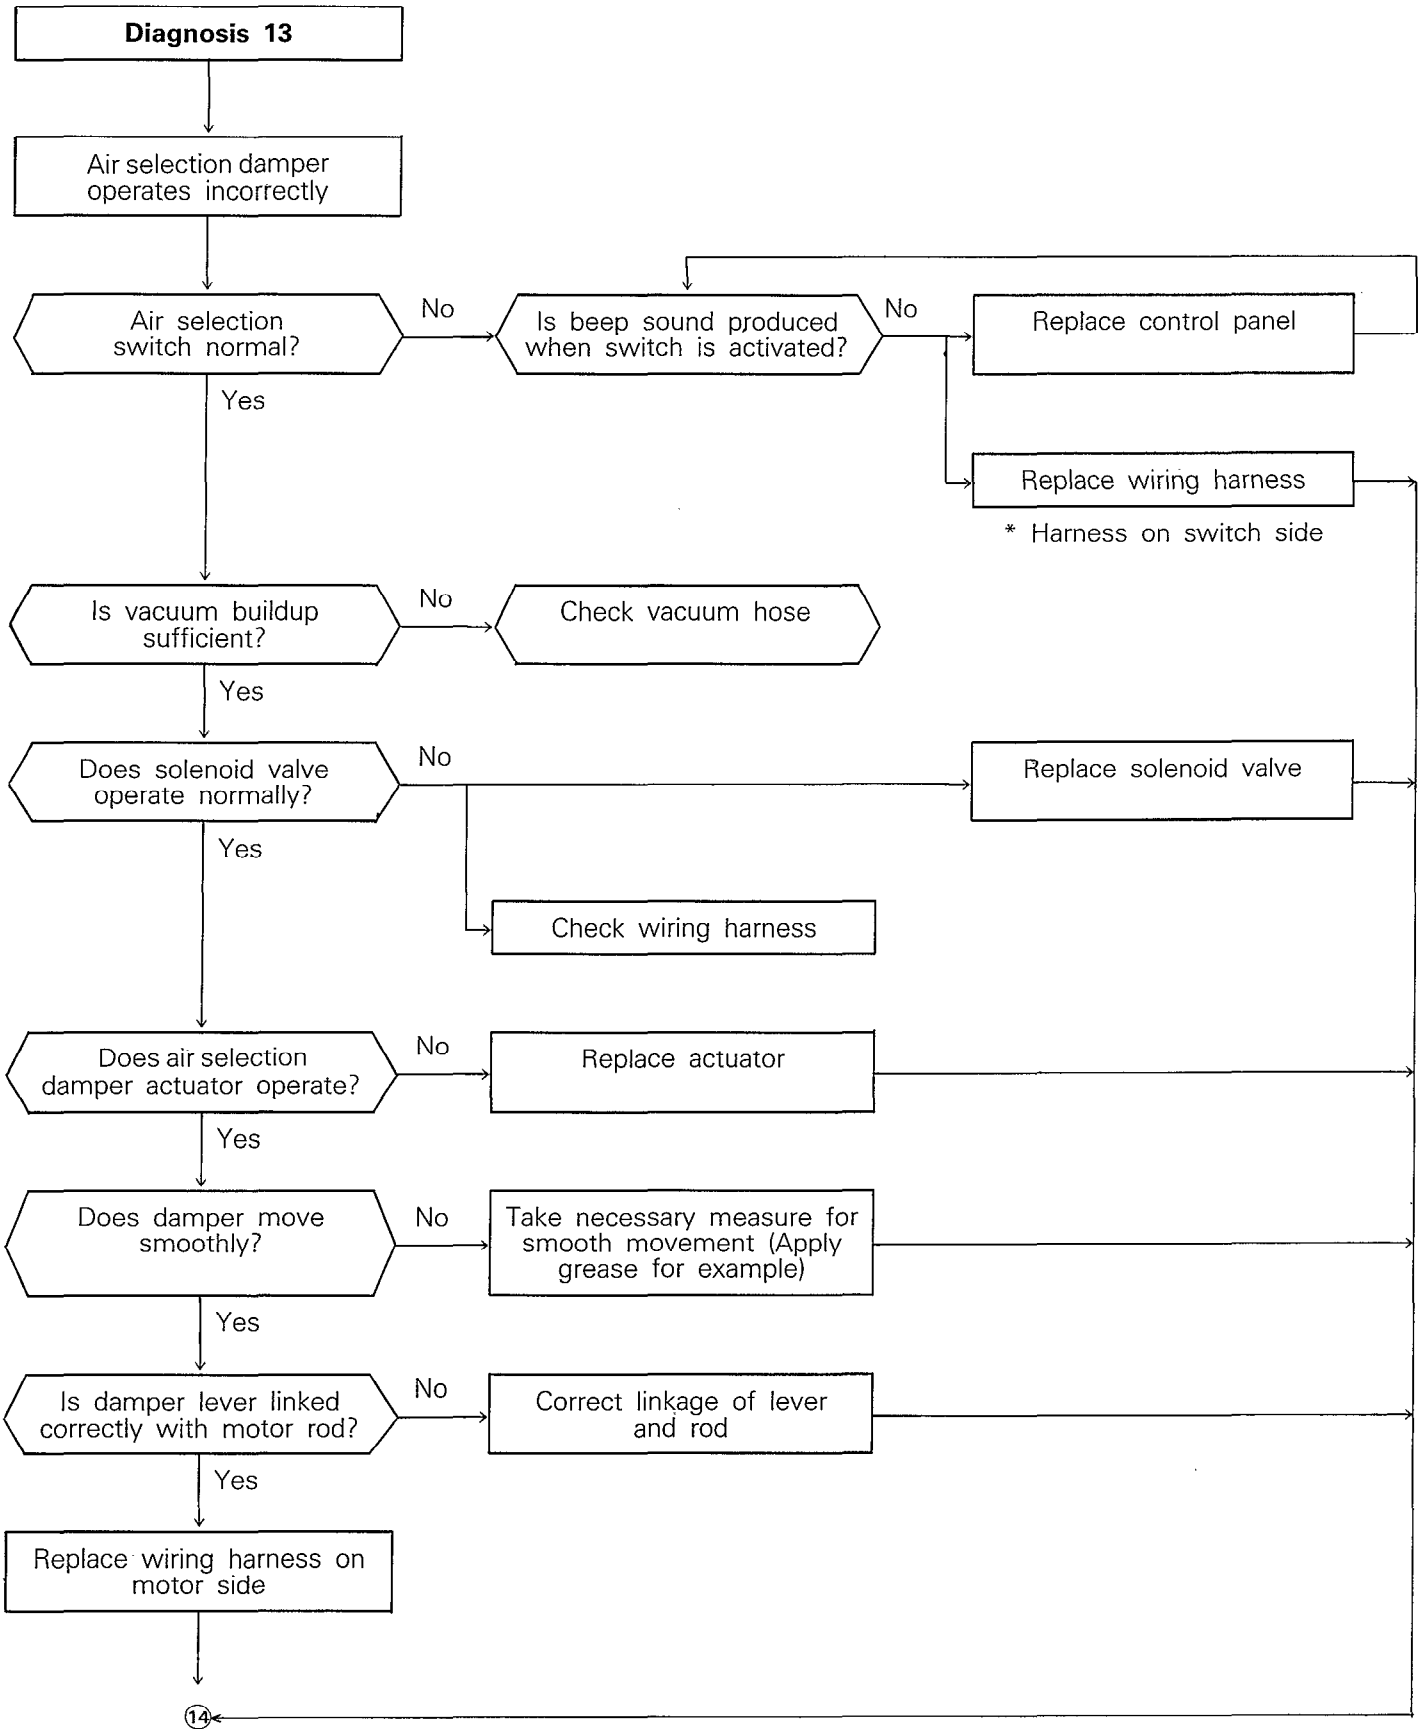 Diagnosis 13
Air selection damper
operates incorrectly
Air selection
switch normal?
No
Is beep sound produced
when switch is activated?
No
Replace control panel
Yes
Replace wiring harness
* Harness on switch side
Is vacuum buildup
sufficient?
No
Check vacuum hose
Yes
Does solenoid valve
operate normally?
No
Replace solenoid valve
Yes
Check wiring harness
Does air selection
damper actuator operate?
No
Replace actuator
Yes
Does damper move
smoothly?
No
Take necessary measure for
smooth movement (Apply
grease for example)
Yes
Is damper lever linked
correctly with motor rod?
No
Correct linkage of lever
and rod
Yes
Replace wiring harness on
motor side
14